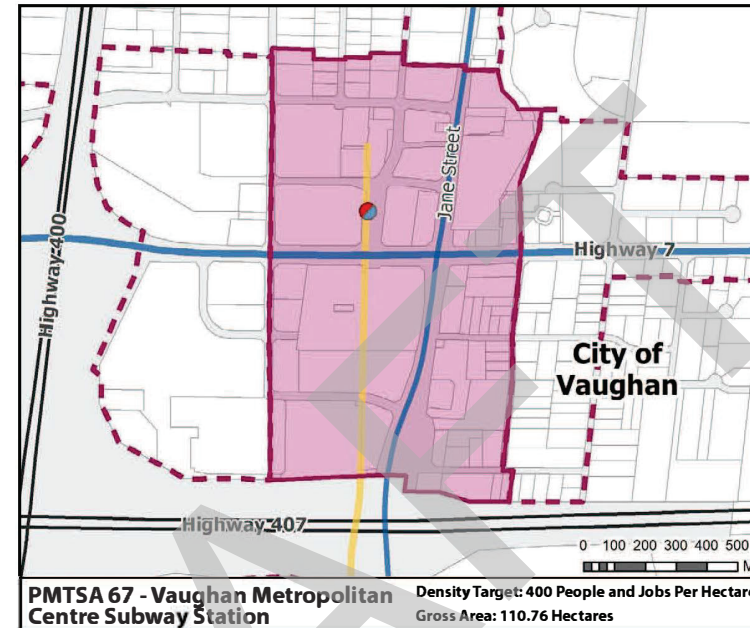 Jane Street
Highway 400
Highway 7
City of
Vaughan
Highway 407
0 100 200 300 400 500
M
PMTSA 67 - Vaughan Metropolitan
Centre Subway Station
Density Target: 400 People and Jobs Per Hectare
Gross Area: 110.76 Hectares